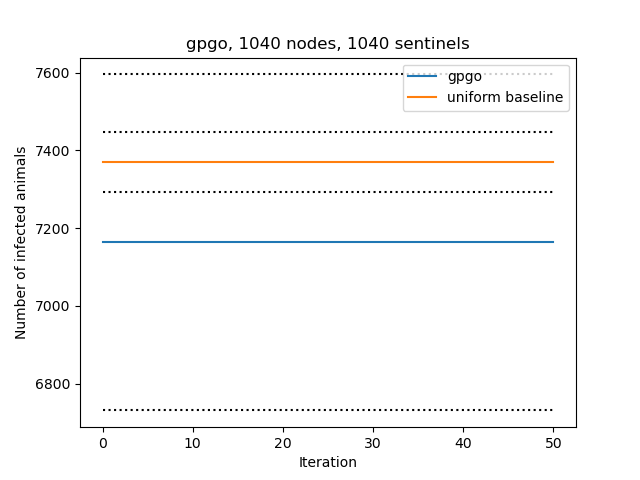 gpgo, 1040 nodes, 1040 sentinels
7600
7400
7200
7000
6800
Number of infected animals
gpgo
uniform baseline
0 10 20 30 40 50
Iteration